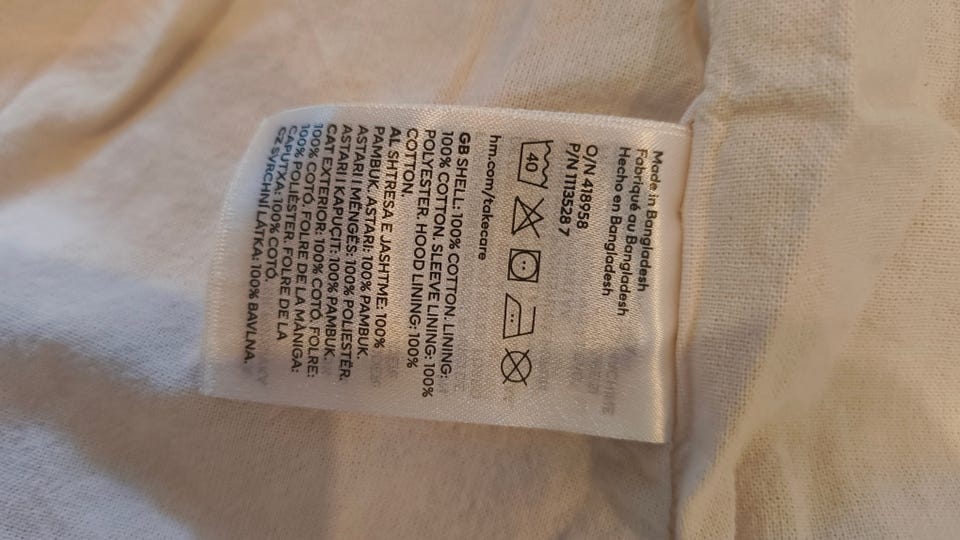 Made in Bangladesh
Fabriqué au Bangladesh
Hecho en Bangladesh
O/N 418958
P/N 1113528 7
40
hm.com/takecare
GB SHELL: 100% COTTON. LINING:
100% COTTON. SLEEVE LINING: 100%
POLYESTER. HOOD LINING: 100%
COTTON.
AL SHTRESA E JASHTME: 100%
PAMBUK. ASTARI: 100% PAMBUK.
ASTARI I MËNGËS: 100% POLIESTËR.
ASTARI I KAPUÇIT: 100% PAMBUK.
CAT EXTERIOR: 100% COTÓ. FOLRE:
100% COTÓ. FOLRE DE LA MÀNIGA:
100% POLIÈSTER. FOLRE DE LA
CAPUTXA: 100% COTÓ.
CZ SVRCHNÍ LÁTKA: 100% BAVLNA.